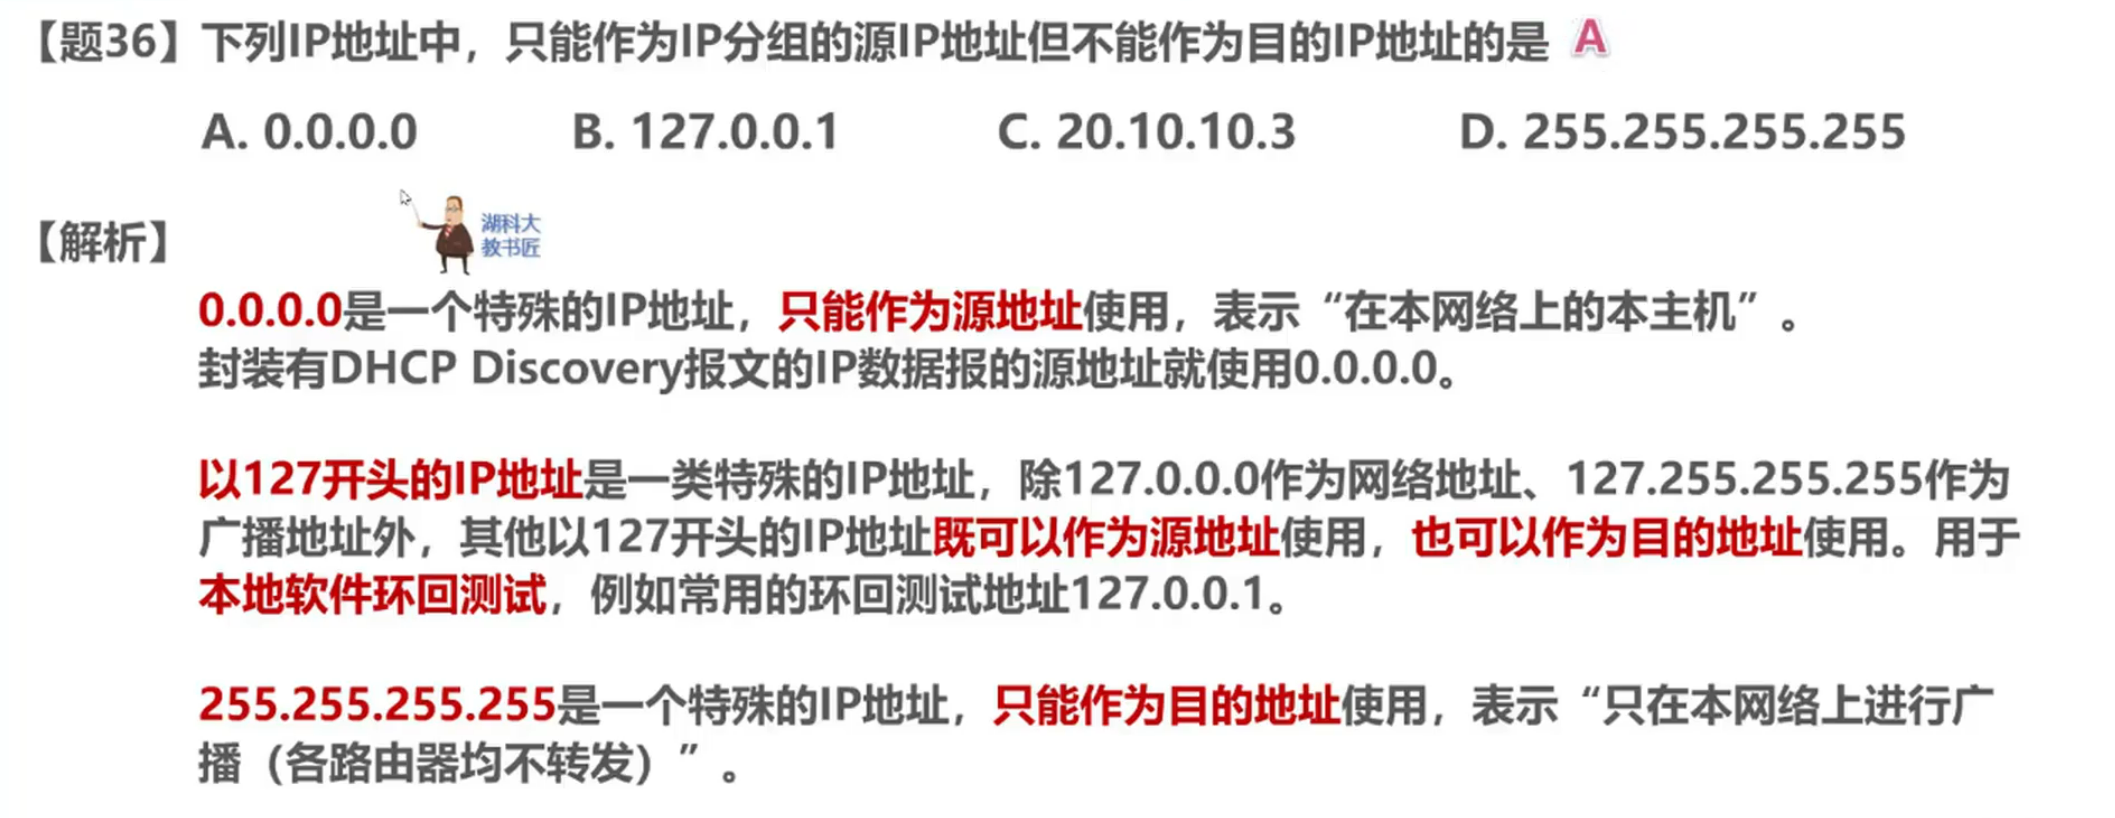 【题36】下列IP地址中，只能作为IP分组的源IP地址但不能作为目的IP地址的是 A
A. 0.0.0.0 B. 127.0.0.1 C. 20.10.10.3 D. 255.255.255.255
湖科大
教书匠
【解析】
0.0.0.0是一个特殊的IP地址，只能作为源地址使用，表示“在本网络上的本主机”。
封装有DHCP Discovery报文的IP数据报的源地址就使用0.0.0.0。
以127开头的IP地址是一类特殊的IP地址，除127.0.0.0作为网络地址、127.255.255.255作为
广播地址外，其他以127开头的IP地址既可以作为源地址使用，也可以作为目的地址使用。用于
本地软件环回测试，例如常用的环回测试地址127.0.0.1。
255.255.255.255是一个特殊的IP地址，只能作为目的地址使用，表示“只在本网络上进行广
播（各路由器均不转发）”。